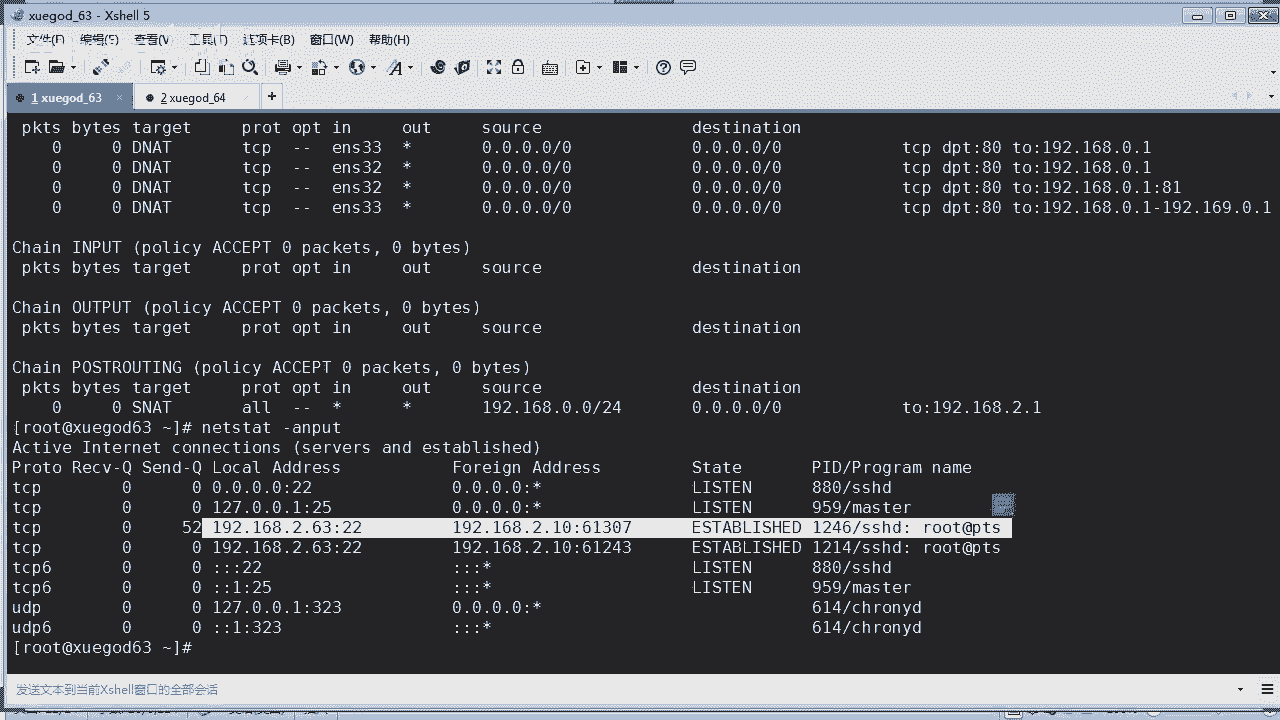 xuegod_63 - Xshell 5
文件(F) 编辑(E) 查看(V) 工具(T) 选项卡(B) 窗口(W) 帮助(H)
1 xuegod_63 × 2 xuegod_64 +
pkts bytes target prot opt in out source destination
0 0 DNAT tcp -- ens33 * 0.0.0.0/0 0.0.0.0/0 tcp dpt:80 to:192.168.0.1
0 0 DNAT tcp -- ens32 * 0.0.0.0/0 0.0.0.0/0 tcp dpt:80 to:192.168.0.1
0 0 DNAT tcp -- ens32 * 0.0.0.0/0 0.0.0.0/0 tcp dpt:80 to:192.168.0.1:81
0 0 DNAT tcp -- ens33 * 0.0.0.0/0 0.0.0.0/0 tcp dpt:80 to:192.168.0.1-192.169.0.1
Chain INPUT (policy ACCEPT 0 packets, 0 bytes)
pkts bytes target prot opt in out source destination
Chain OUTPUT (policy ACCEPT 0 packets, 0 bytes)
pkts bytes target prot opt in out source destination
Chain POSTROUTING (policy ACCEPT 0 packets, 0 bytes)
pkts bytes target prot opt in out source destination
0 0 SNAT all -- * * 192.168.0.0/24 0.0.0.0/0 to:192.168.2.1
[root@xuegod63 ~]# netstat -anput
Active Internet connections (servers and established)
Proto Recv-Q Send-Q Local Address Foreign Address State PID/Program name
tcp 0 0 0.0.0.0:22 0.0.0.0:* LISTEN 880/sshd
tcp 0 0 127.0.0.1:25 0.0.0.0:* LISTEN 959/master
tcp 0 52 192.168.2.63:22 192.168.2.10:61307 ESTABLISHED 1246/sshd: root@pts
tcp 0 0 192.168.2.63:22 192.168.2.10:61243 ESTABLISHED 1214/sshd: root@pts
tcp6 0 0 :::22 :::* LISTEN 880/sshd
tcp6 0 0 ::1:25 :::* LISTEN 959/master
udp 0 0 127.0.0.1:323 0.0.0.0:* 614/chronyd
udp6 0 0 ::1:323 :::* 614/chronyd
[root@xuegod63 ~]#
发送文本到当前Xshell窗口的全部会话